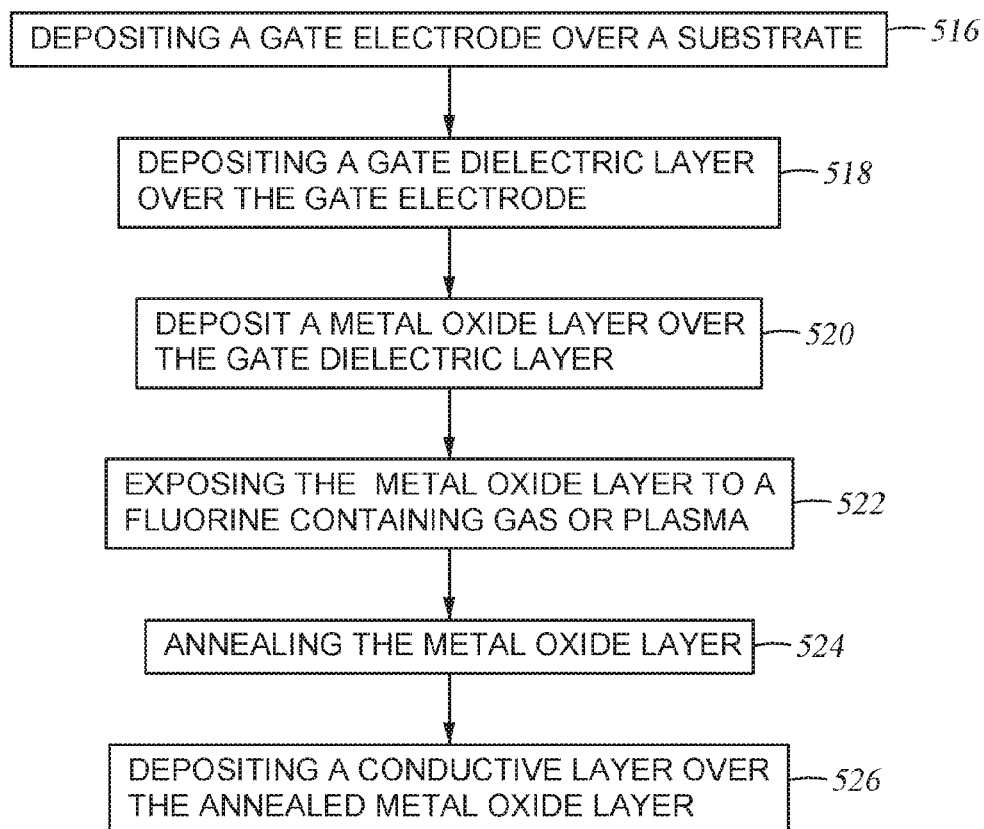 DEPOSITING A GATE ELECTRODE OVER A SUBSTRATE 516
DEPOSITING A GATE DIELECTRIC LAYER
OVER THE GATE ELECTRODE 518
DEPOSIT A METAL OXIDE LAYER OVER
THE GATE DIELECTRIC LAYER 520
EXPOSING THE METAL OXIDE LAYER TO A
FLUORINE CONTAINING GAS OR PLASMA 522
ANNEALING THE METAL OXIDE LAYER 524
DEPOSITING A CONDUCTIVE LAYER OVER
THE ANNEALED METAL OXIDE LAYER 526